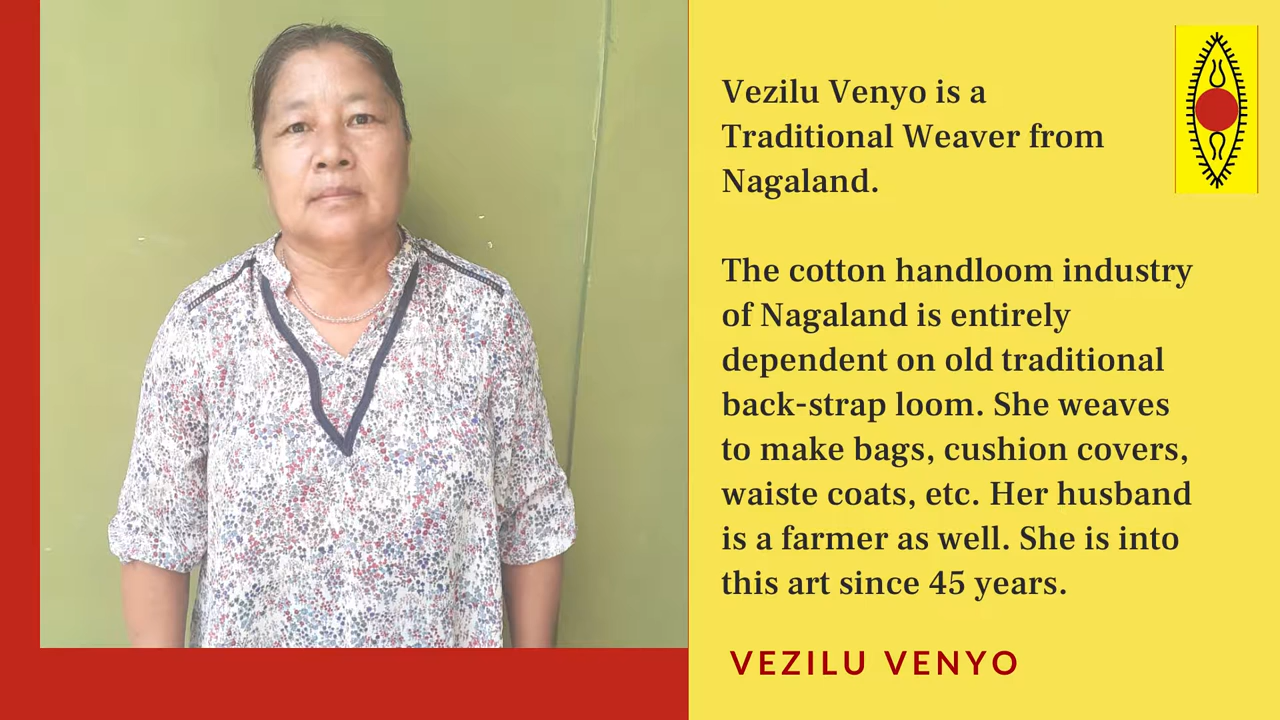 Vezilu Venyo is a
Traditional Weaver from
Nagaland.
The cotton handloom industry
of Nagaland is entirely
dependent on old traditional
back-strap loom. She weaves
to make bags, cushion covers,
waiste coats, etc. Her husband
is a farmer as well. She is into
this art since 45 years.
VEZILU VENYO